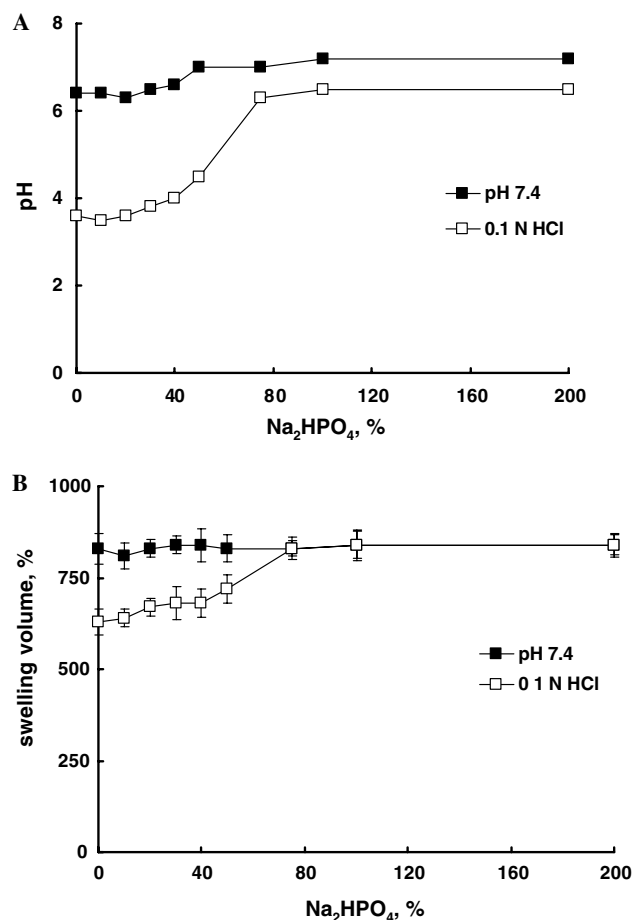 A
8
6
4
2
0
pH
pH 7.4
0.1 N HCl
0 40 80 120 160 200
Na₂HPO₄, %
B
1000
750
500
250
0
swelling volume, %
pH 7.4
0 1 N HCl
0 40 80 120 160 200
Na₂HPO₄, %